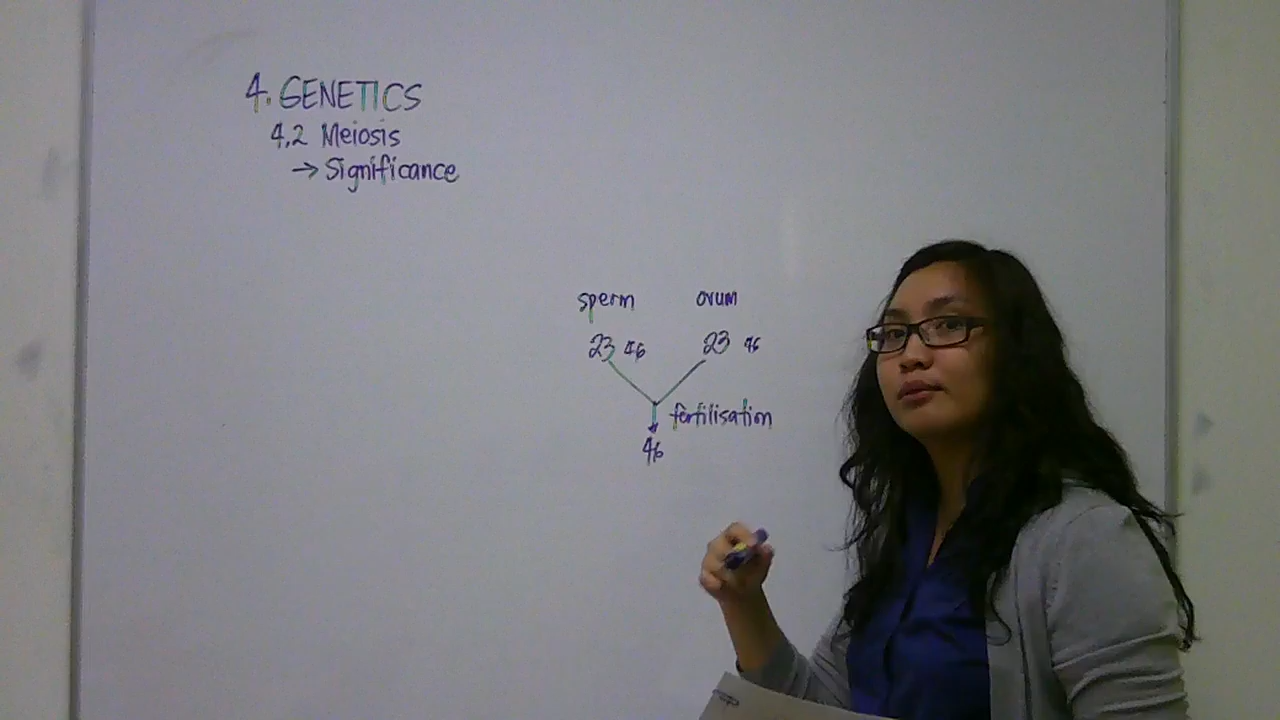 4. GENETICS
4.2 Meiosis
→ Significance
sperm ovum
23 46 23 46
fertilisation
46